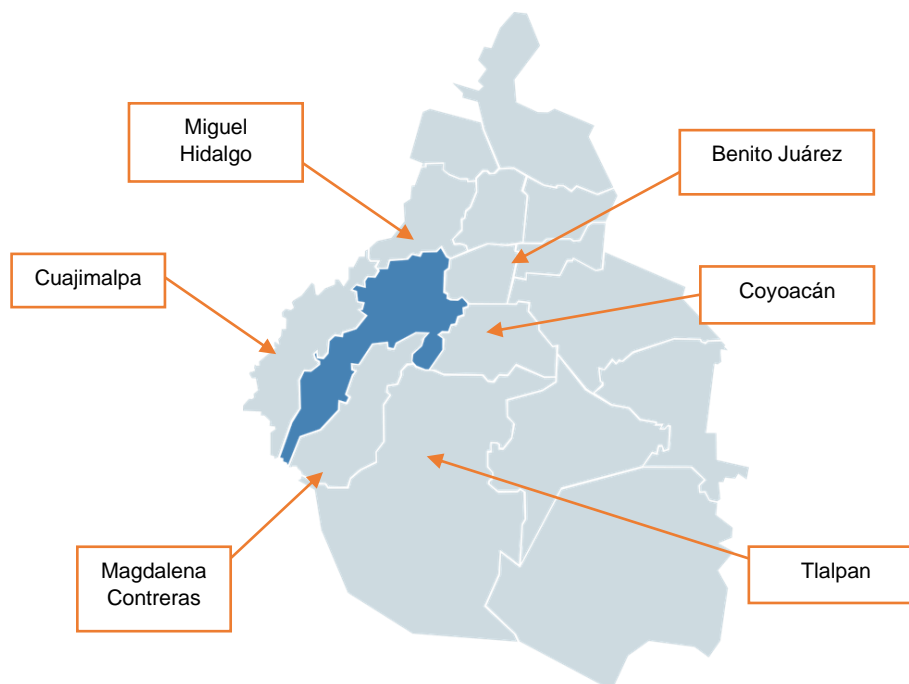 Miguel
Hidalgo
Benito Juárez
Cuajimalpa
Coyoacán
Magdalena
Contreras
Tlalpan